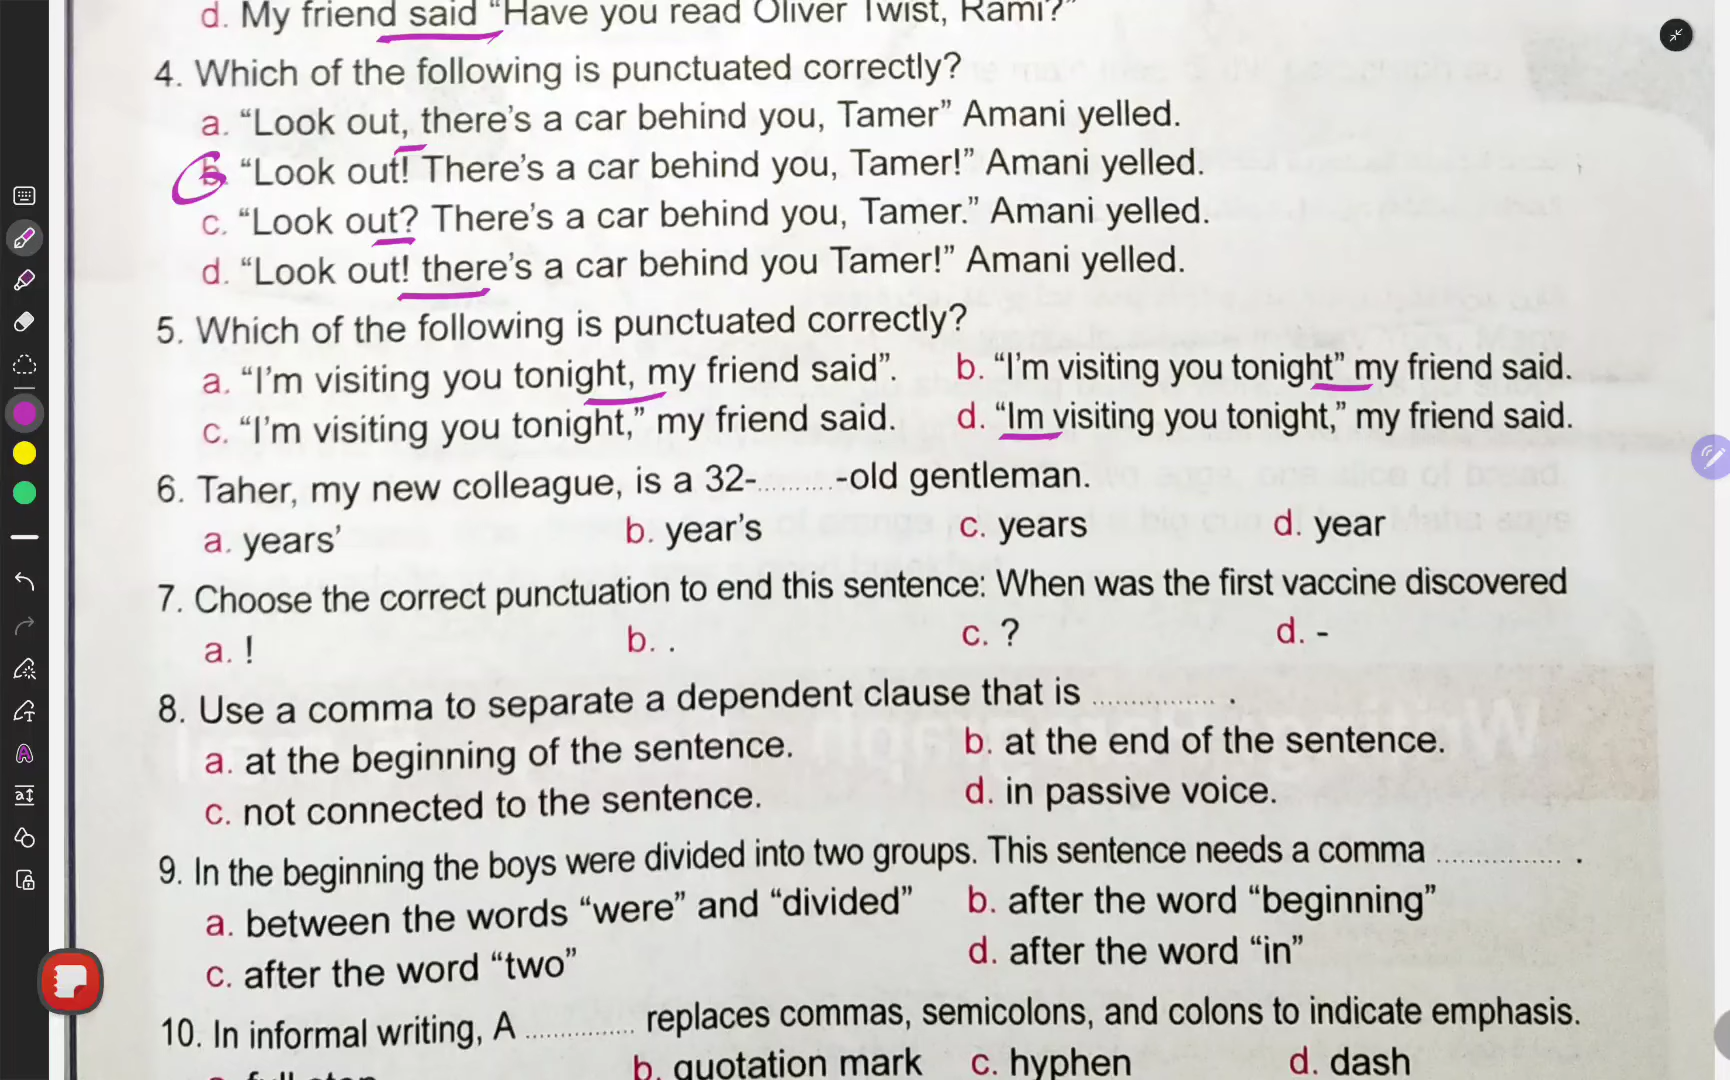 d. My friend said “Have you read Oliver Twist, Rami?”
4. Which of the following is punctuated correctly?
a. “Look out, there’s a car behind you, Tamer” Amani yelled.
b. “Look out! There’s a car behind you, Tamer!” Amani yelled.
c. “Look out? There’s a car behind you, Tamer.” Amani yelled.
d. “Look out! there’s a car behind you Tamer!” Amani yelled.
5. Which of the following is punctuated correctly?
a. “I’m visiting you tonight, my friend said”. b. “I’m visiting you tonight” my friend said.
c. “I’m visiting you tonight,” my friend said. d. “Im visiting you tonight,” my friend said.
6. Taher, my new colleague, is a 32-.........-old gentleman.
a. years’ b. year’s c. years d. year
7. Choose the correct punctuation to end this sentence: When was the first vaccine discovered
a. ! b. . c. ? d. -
8. Use a comma to separate a dependent clause that is ............... .
a. at the beginning of the sentence. b. at the end of the sentence.
c. not connected to the sentence. d. in passive voice.
9. In the beginning the boys were divided into two groups. This sentence needs a comma ............... .
a. between the words “were” and “divided” b. after the word “beginning”
c. after the word “two” d. after the word “in”
10. In informal writing, A ............. replaces commas, semicolons, and colons to indicate emphasis.
a. full stop b. quotation mark c. hyphen d. dash